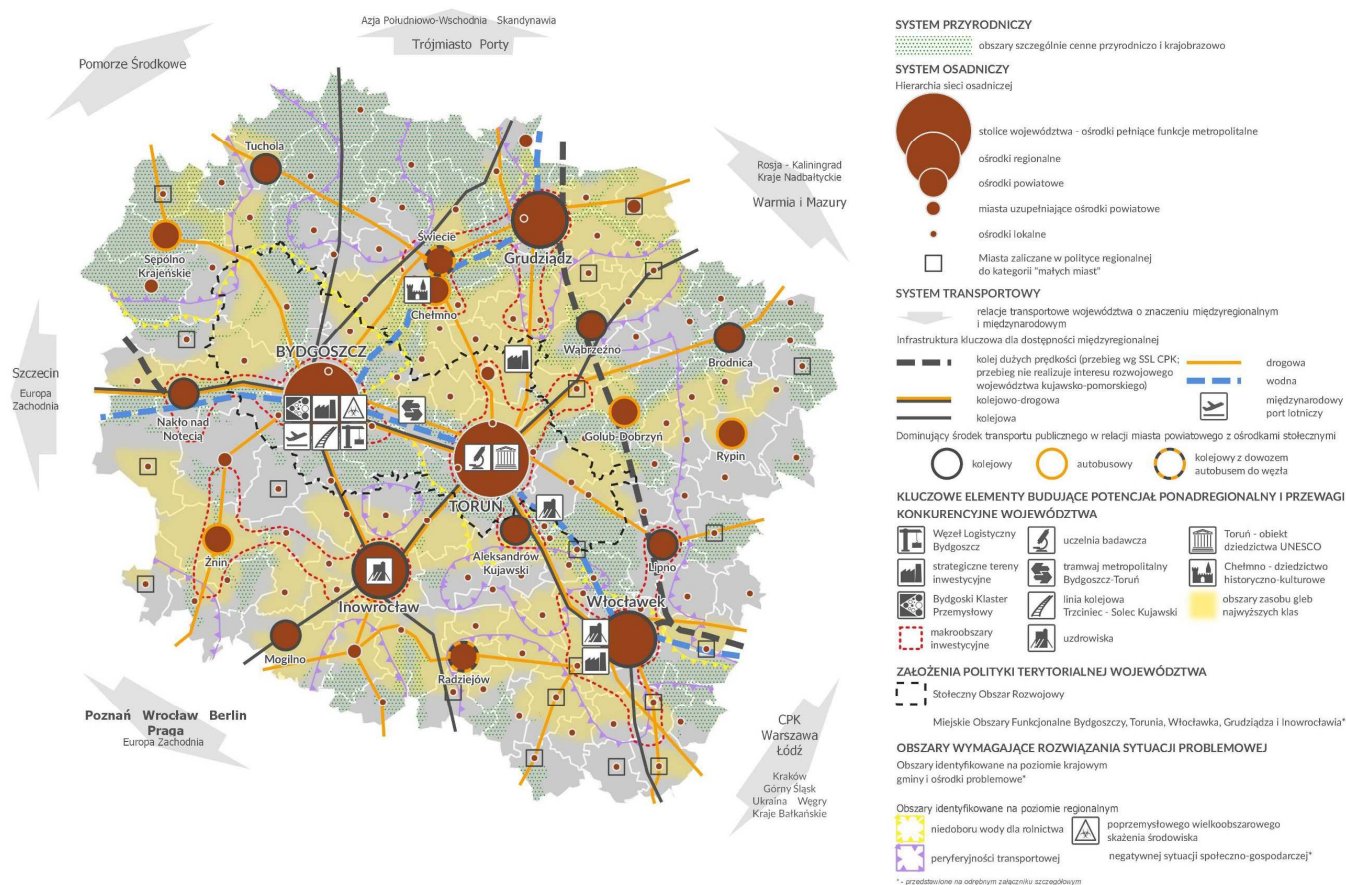 Azja Południowo-Wschodnia Skandynawia
Trójmiasto Porty
Pomorze Środkowe
Rosja - Kaliningrad
Kraje Nadbałtyckie
Warmia i Mazury
Szczecin
Europa
Zachodnia
Poznań Wrocław Berlin
Praga
Europa Zachodnia
CPK
Warszawa
Łódź
Kraków
Górny Śląsk
Ukraina Węgry
Kraje Bałkańskie
Tuchola
Sępólno
Krajeńskie
Świecie
Grudziądz
Chełmno
BYDGOSZCZ
Wąbrzeźno
Brodnica
Nakło nad
Notecią
Golub-Dobrzyń
Rypin
TORUŃ
Aleksandrów
Kujawski
Lipno
Żnin
Inowrocław
Włocławek
Mogilno
Radziejów
SYSTEM PRZYRODNICZY
obszary szczególnie cenne przyrodniczo i krajobrazowo
SYSTEM OSADNICZY
Hierarchia sieci osadniczej
stolice województwa - ośrodki pełniące funkcje metropolitalne
ośrodki regionalne
ośrodki powiatowe
miasta uzupełniające ośrodki powiatowe
ośrodki lokalne
Miasta zaliczane w polityce regionalnej
do kategorii "małych miast"
SYSTEM TRANSPORTOWY
relacje transportowe województwa o znaczeniu międzyregionalnym
i międzynarodowym
Infrastruktura kluczowa dla dostępności międzyregionalnej
kolej dużych prędkości (przebieg wg SSL CPK;
przebieg nie realizuje interesu rozwojowego
województwa kujawsko-pomorskiego)
kolejowo-drogowa
kolejowa
drogowa
wodna
międzynarodowy
port lotniczy
Dominujący środek transportu publicznego w relacji miasta powiatowego z ośrodkami stołecznymi
kolejowy
autobusowy
kolejowy z dowozem
autobusem do węzła
KLUCZOWE ELEMENTY BUDUJĄCE POTENCJAŁ PONADREGIONALNY I PRZEWAGI
KONKURENCYJNE WOJEWÓDZTWA
Węzeł Logistyczny
Bydgoszcz
strategiczne tereny
inwestycyjne
Bydgoski Klaster
Przemysłowy
makroobszary
inwestycyjne
uczelnia badawcza
tramwaj metropolitalny
Bydgoszcz-Toruń
linia kolejowa
Trzciniec - Solec Kujawski
uzdrowiska
Toruń - obiekt
dziedzictwa UNESCO
Chełmno - dziedzictwo
historyczno-kulturowe
obszary zasobu gleb
najwyższych klas
ZAŁOŻENIA POLITYKI TERYTORIALNEJ WOJEWÓDZTWA
Stołeczny Obszar Rozwojowy
Miejskie Obszary Funkcjonalne Bydgoszczy, Torunia, Włocławka, Grudziądza i Inowrocławia*
OBSZARY WYMAGAJĄCE ROZWIĄZANIA SYTUACJI PROBLEMOWEJ
Obszary identyfikowane na poziomie krajowym
gminy i ośrodki problemowe*
Obszary identyfikowane na poziomie regionalnym
niedoboru wody dla rolnictwa
peryferyjności transportowej
poprzemysłowego wielkoobszarowego
skażenia środowiska
negatywnej sytuacji społeczno-gospodarczej*
* - przedstawione na odrębnym załączniku szczegółowym